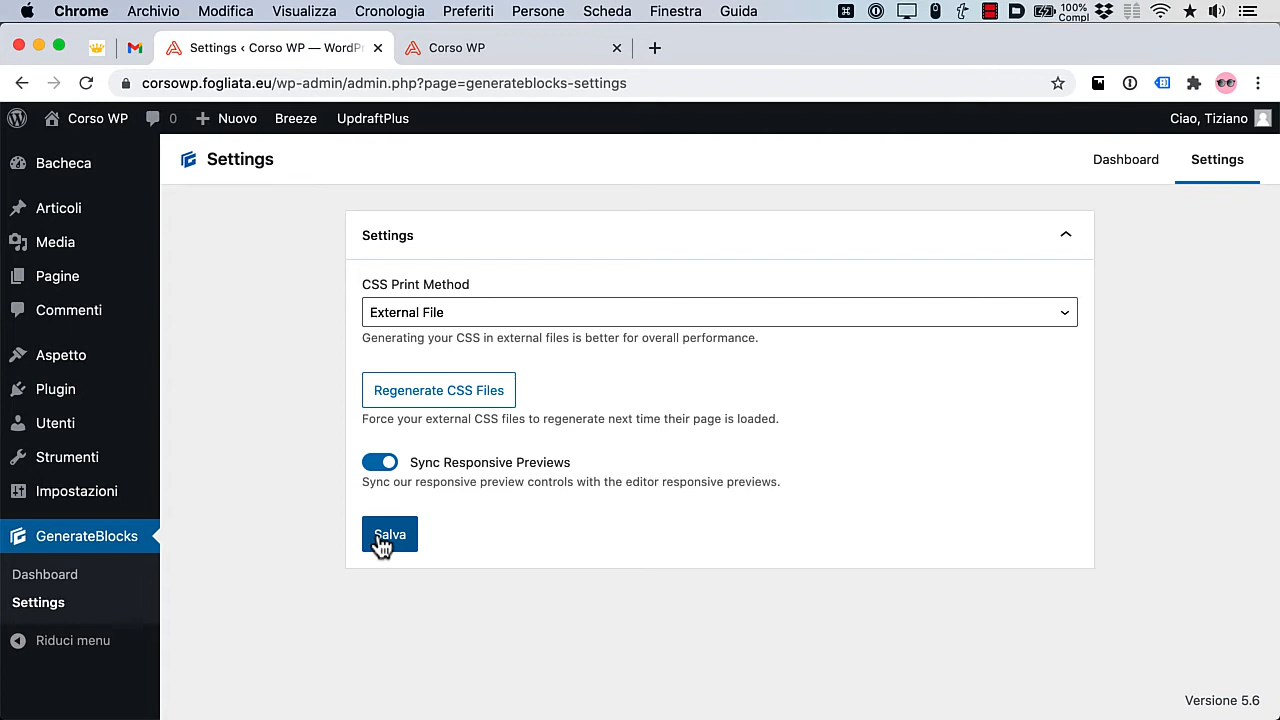 Chrome Archivio Modifica Visualizza Cronologia Preferiti Persone Scheda Finestra Guida 100% Compl
Settings ‹ Corso WP — WordPr
Corso WP
corsowp.fogliata.eu/wp-admin/admin.php?page=generateblocks-settings
Corso WP 0 Nuovo Breeze UpdraftPlus Ciao, Tiziano
Settings
Dashboard Settings
Bacheca
Articoli
Media
Pagine
Commenti
Aspetto
Plugin
Utenti
Strumenti
Impostazioni
GenerateBlocks
Dashboard
Settings
Riduci menu
Settings
CSS Print Method
External File
Generating your CSS in external files is better for overall performance.
Regenerate CSS Files
Force your external CSS files to regenerate next time their page is loaded.
Sync Responsive Previews
Sync our responsive preview controls with the editor responsive previews.
Salva
Versione 5.6